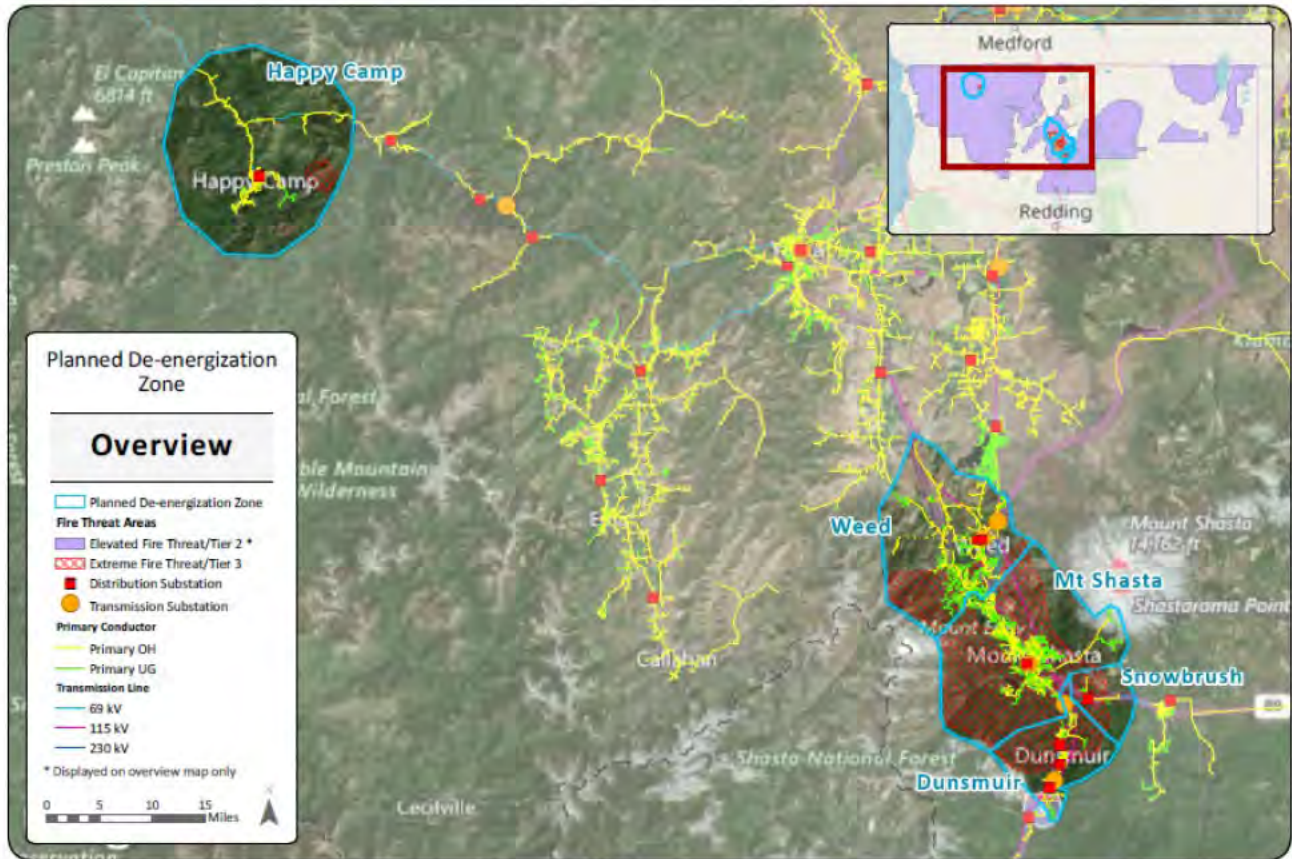 Happy Camp
El Capitan
6814 ft
Preston Peak
Happy Camp
Medford
Redding
Planned De-energization
Zone
Overview
Planned De-energization Zone
Fire Threat Areas
Elevated Fire Threat/Tier 2 *
Extreme Fire Threat/Tier 3
Distribution Substation
Transmission Substation
Primary Conductor
Primary OH
Primary UG
Transmission Line
69 kV
115 kV
230 kV
* Displayed on overview map only
0 5 10 15
Miles
Forest
Wilderness
Callahan
Cecilville
Weed
Mount Shasta
14,162 ft
Mt Shasta
Shastarama Point
Mount Shasta
Snowbrush
Shasta National Forest
Dunsmuir
Dunsmuir